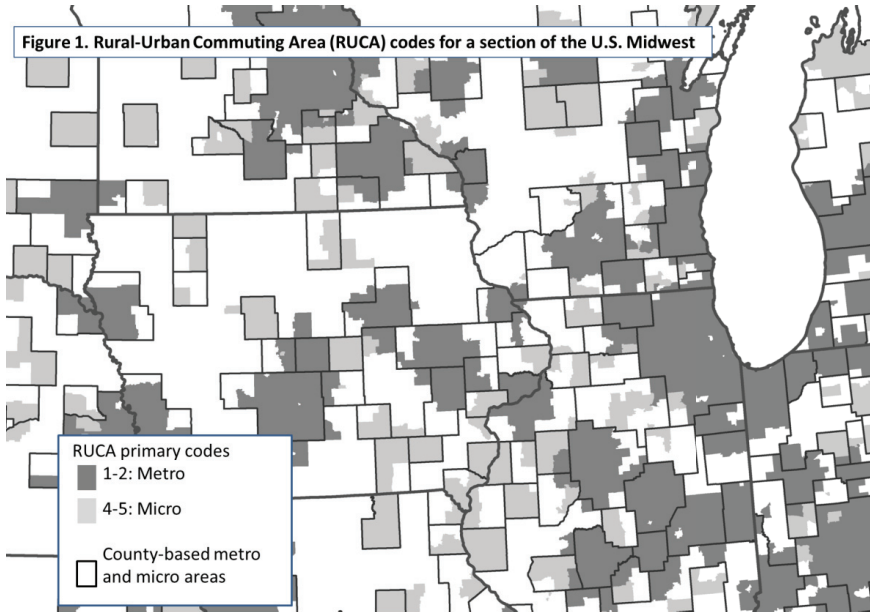 Figure 1. Rural-Urban Commuting Area (RUCA) codes for a section of the U.S. Midwest
RUCA primary codes
1-2: Metro
4-5: Micro
County-based metro
and micro areas